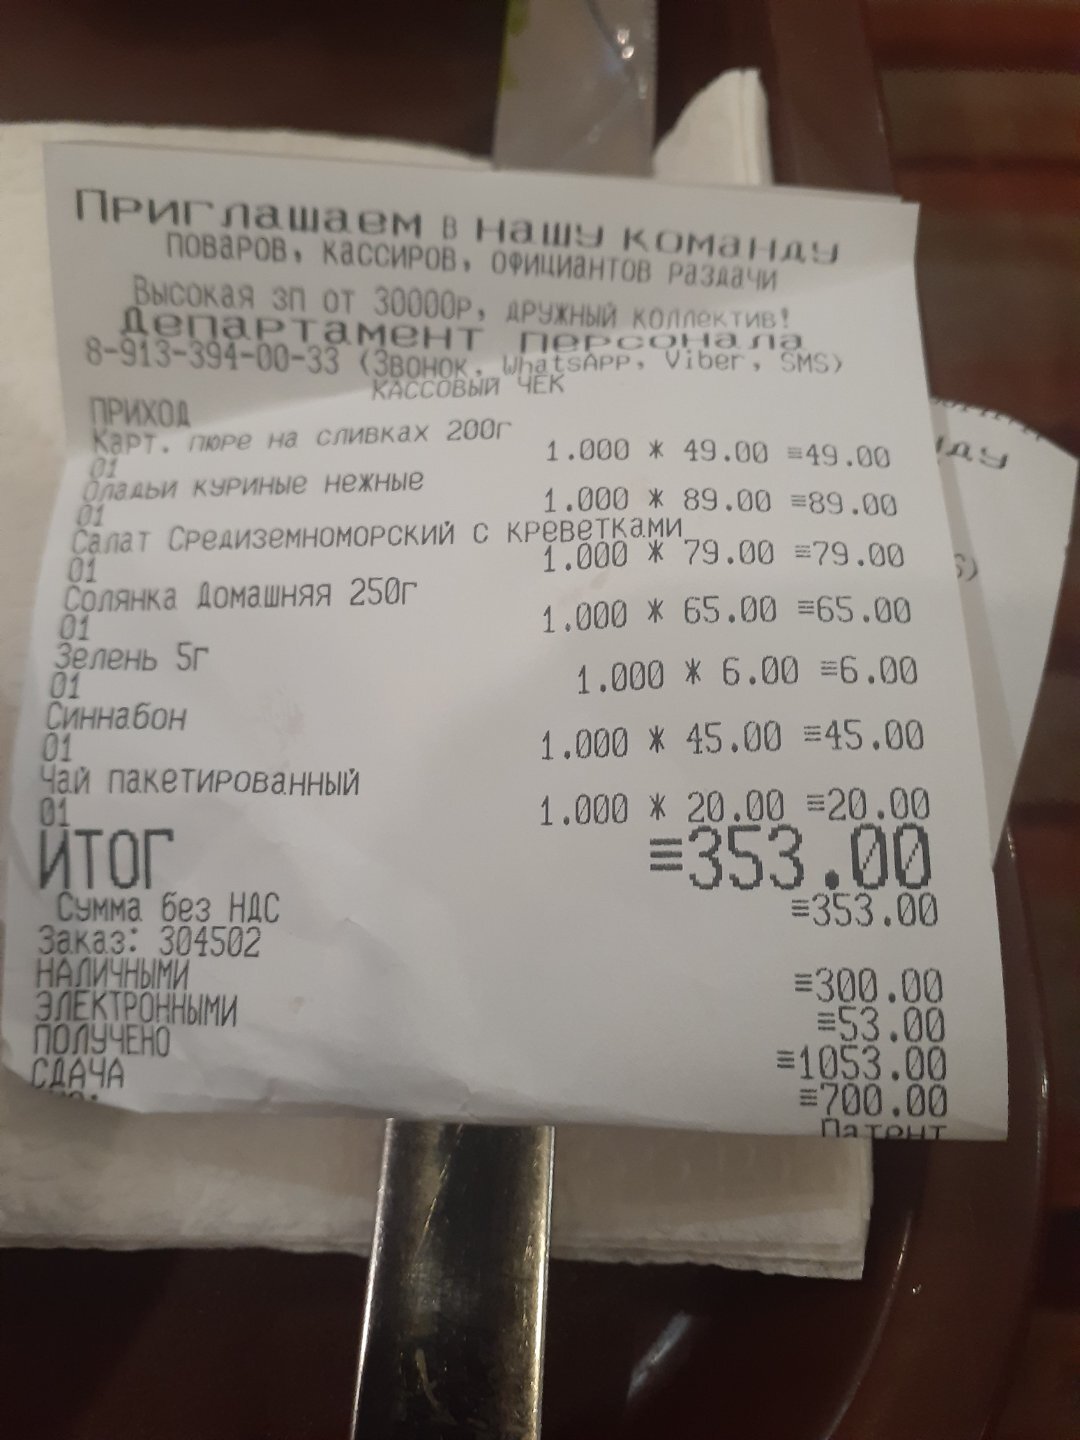 Приглашаем в нашу команду
поваров, кассиров, официантов раздачи
Высокая зп от 30000р, дружный коллектив!
Департамент персонала
8-913-394-00-33 (Звонок, WhatsAPP, Viber, SMS)
КАССОВЫЙ ЧЕК
ПРИХОД
Карт. пюре на сливках 200г
1.000 * 49.00 ≡49.00
01
Оладьи куриные нежные
1.000 * 89.00 ≡89.00
01
Салат Средиземноморский с креветками
1.000 * 79.00 ≡79.00
01
Солянка Домашняя 250г
1.000 * 65.00 ≡65.00
01
Зелень 5г
1.000 * 6.00 ≡6.00
01
Синнабон
1.000 * 45.00 ≡45.00
01
Чай пакетированный
1.000 * 20.00 ≡20.00
01
ИТОГ ≡353.00
Сумма без НДС ≡353.00
Заказ: 304502
НАЛИЧНЫМИ ≡300.00
ЭЛЕКТРОННЫМИ ≡53.00
ПОЛУЧЕНО ≡1053.00
СДАЧА ≡700.00
Патент